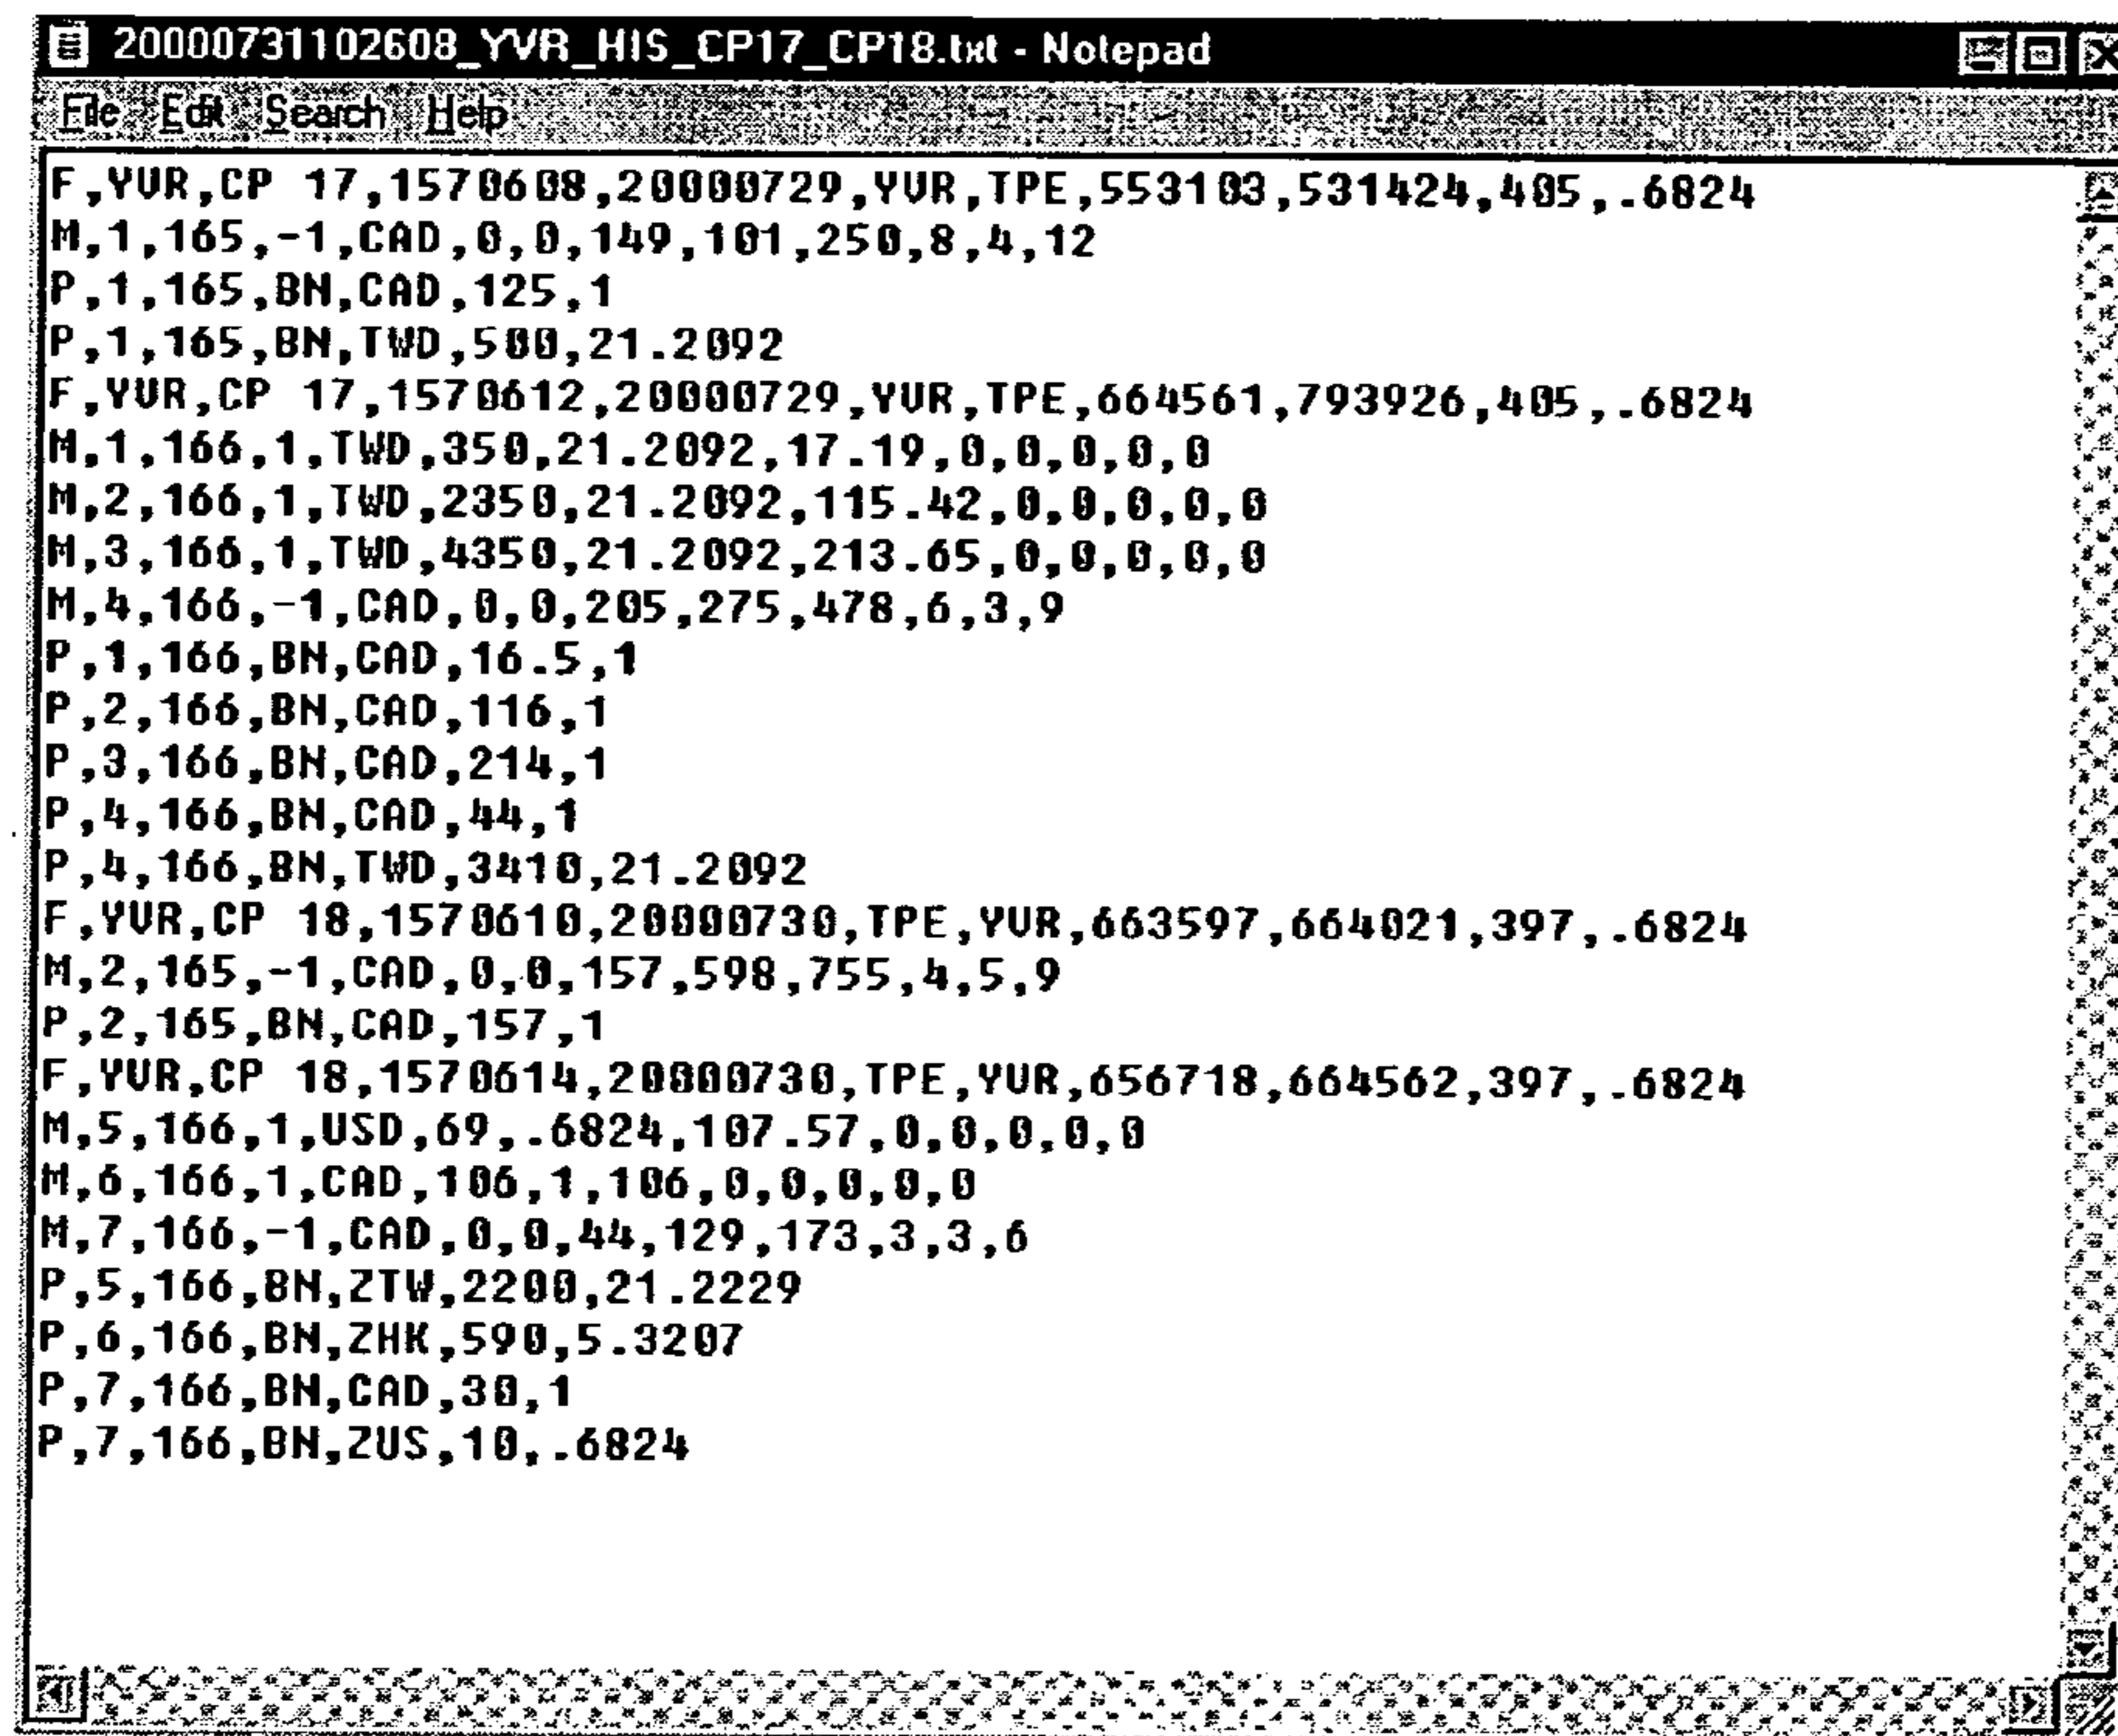 20000731102608_YVR_HIS_CP17_CP18.txt - Notepad
File Edit Search Help
F,YVR,CP 17,1570608,20000729,YVR,TPE,553103,531424,405,.6824
M,1,165,-1,CAD,0,0,149,101,250,8,4,12
P,1,165,BN,CAD,125,1
P,1,165,BN,TWD,500,21.2092
F,YVR,CP 17,1570612,20000729,YVR,TPE,664561,793926,405,.6824
M,1,166,1,TWD,350,21.2092,17.19,0,0,0,0,0
M,2,166,1,TWD,2350,21.2092,115.42,0,0,0,0,0
M,3,166,1,TWD,4350,21.2092,213.65,0,0,0,0,0
M,4,166,-1,CAD,0,0,205,275,478,6,3,9
P,1,166,BN,CAD,16.5,1
P,2,166,BN,CAD,116,1
P,3,166,BN,CAD,214,1
P,4,166,BN,CAD,44,1
P,4,166,BN,TWD,3410,21.2092
F,YVR,CP 18,1570610,20000730,TPE,YVR,663597,664021,397,.6824
M,2,165,-1,CAD,0,0,157,598,755,4,5,9
P,2,165,BN,CAD,157,1
F,YVR,CP 18,1570614,20000730,TPE,YVR,656718,664562,397,.6824
M,5,166,1,USD,69,.6824,107.57,0,0,0,0,0
M,6,166,1,CAD,106,1,106,0,0,0,0,0
M,7,166,-1,CAD,0,0,44,129,173,3,3,6
P,5,166,BN,ZTW,2200,21.2229
P,6,166,BN,ZHK,590,5.3207
P,7,166,BN,CAD,30,1
P,7,166,BN,ZUS,10,.6824